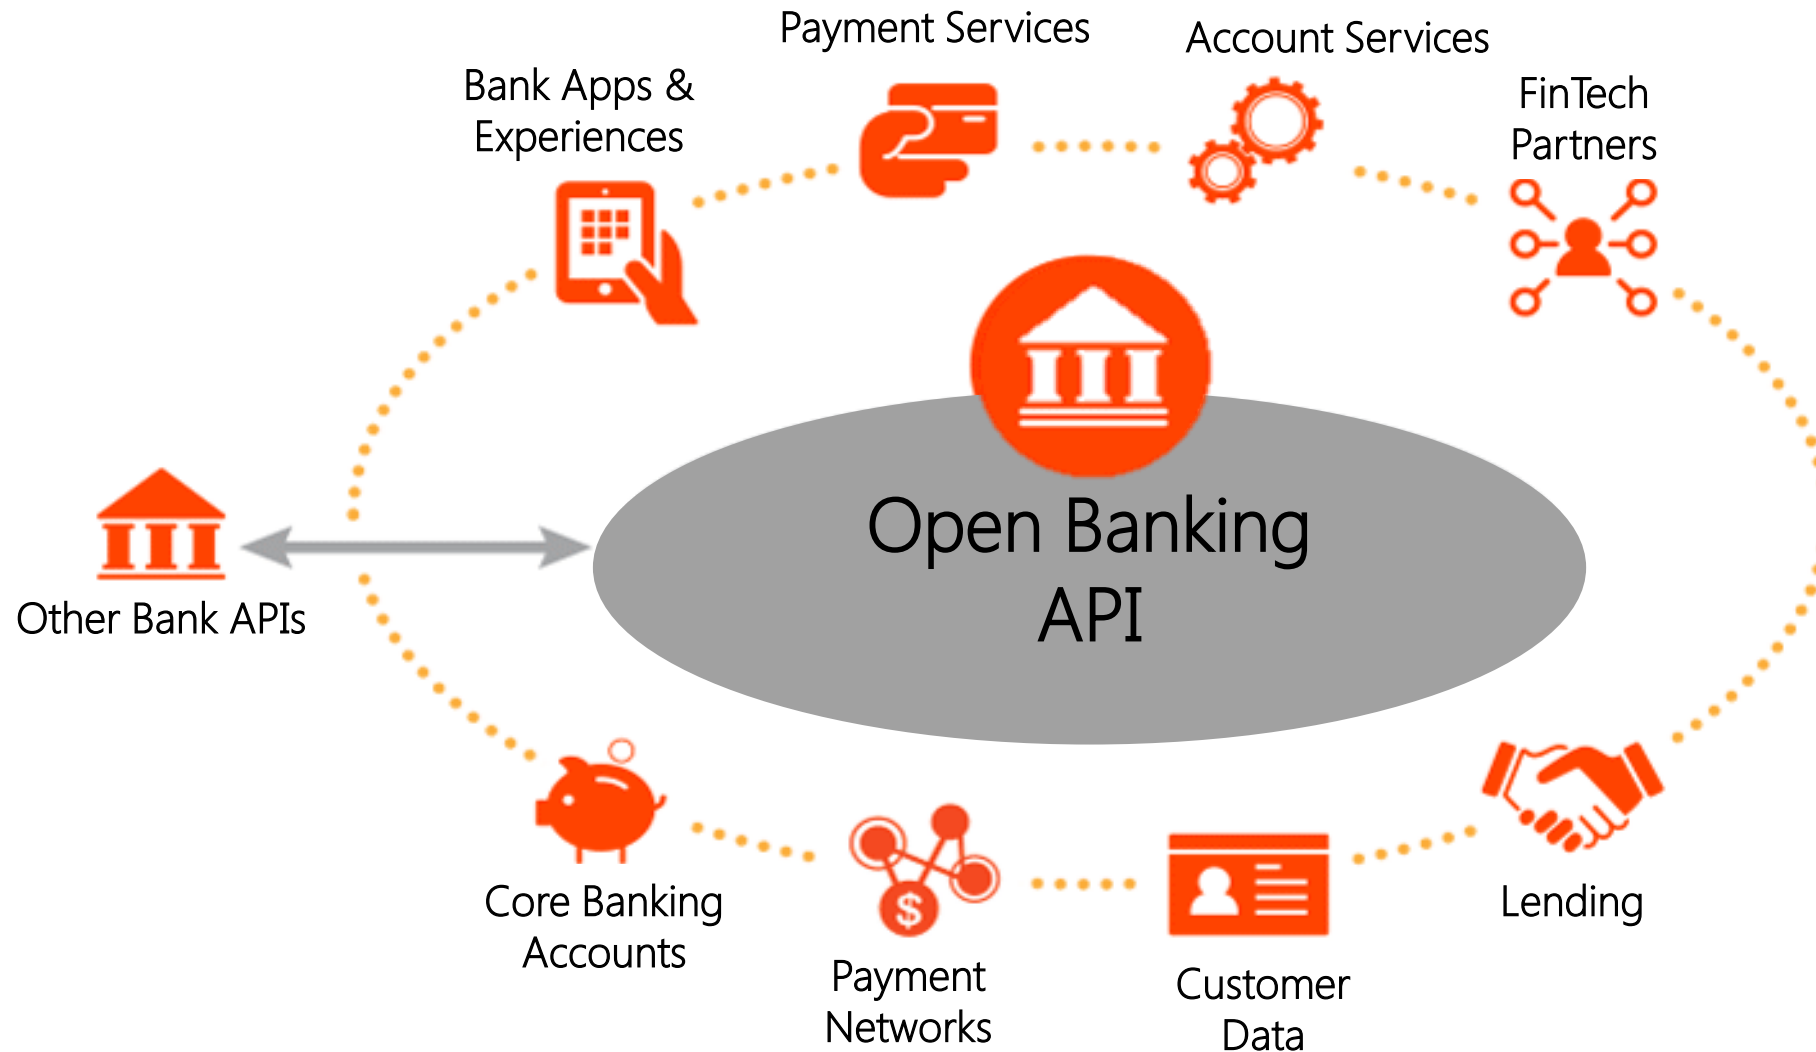 Payment Services
Account Services
Bank Apps &
Experiences
FinTech
Partners
Open Banking
API
Other Bank APIs
Core Banking
Accounts
$
Payment
Networks
Customer
Data
Lending